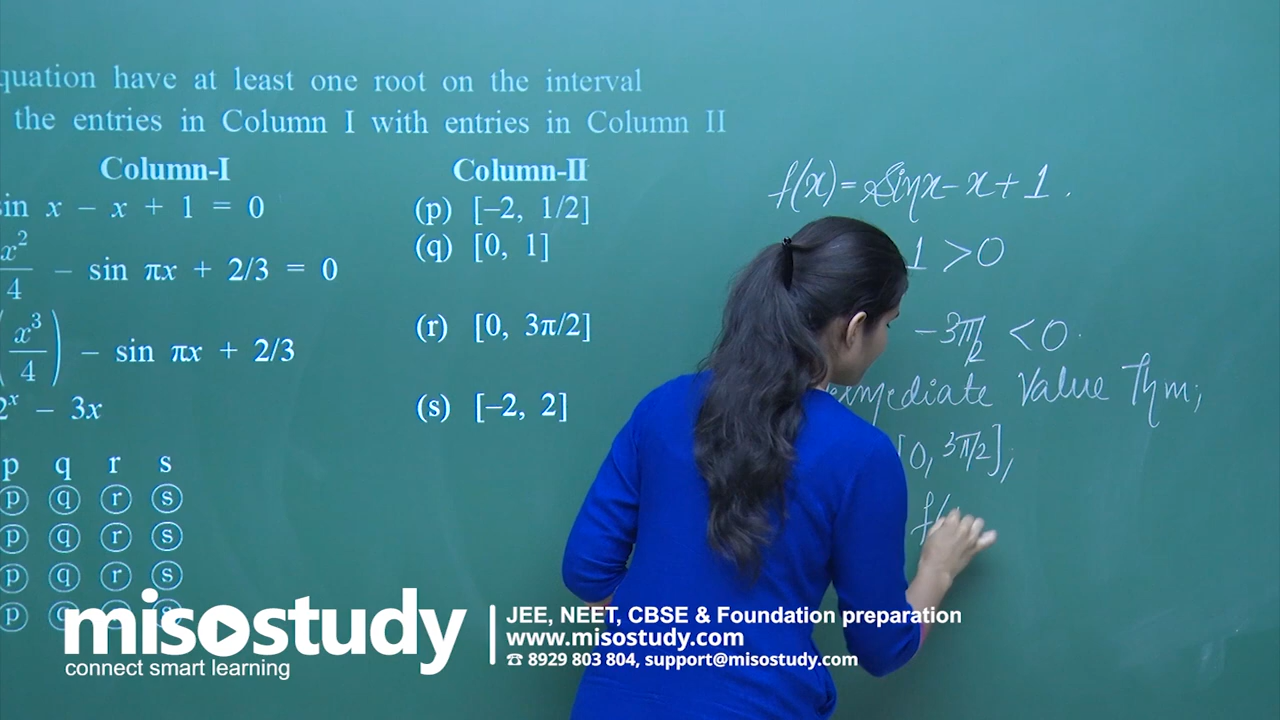 quation have at least one root on the interval
the entries in Column I with entries in Column II
Column-I Column-II
in x – x + 1 = 0 (p) [–2, 1/2]
(q) [0, 1]
x²/4 – sin πx + 2/3 = 0
(x³/4) – sin πx + 2/3 (r) [0, 3π/2]
2ˣ – 3x (s) [–2, 2]
p q r s
p q r s
p q r s
p q r s
p q s
f(x) = sinx - x + 1.
1 > 0
-3π/2 < 0.
ermediate Value Thm;
[0, 3π/2];
f(
misostudy
connect smart learning
JEE, NEET, CBSE & Foundation preparation
www.misostudy.com
☎ 8929 803 804, support@misostudy.com